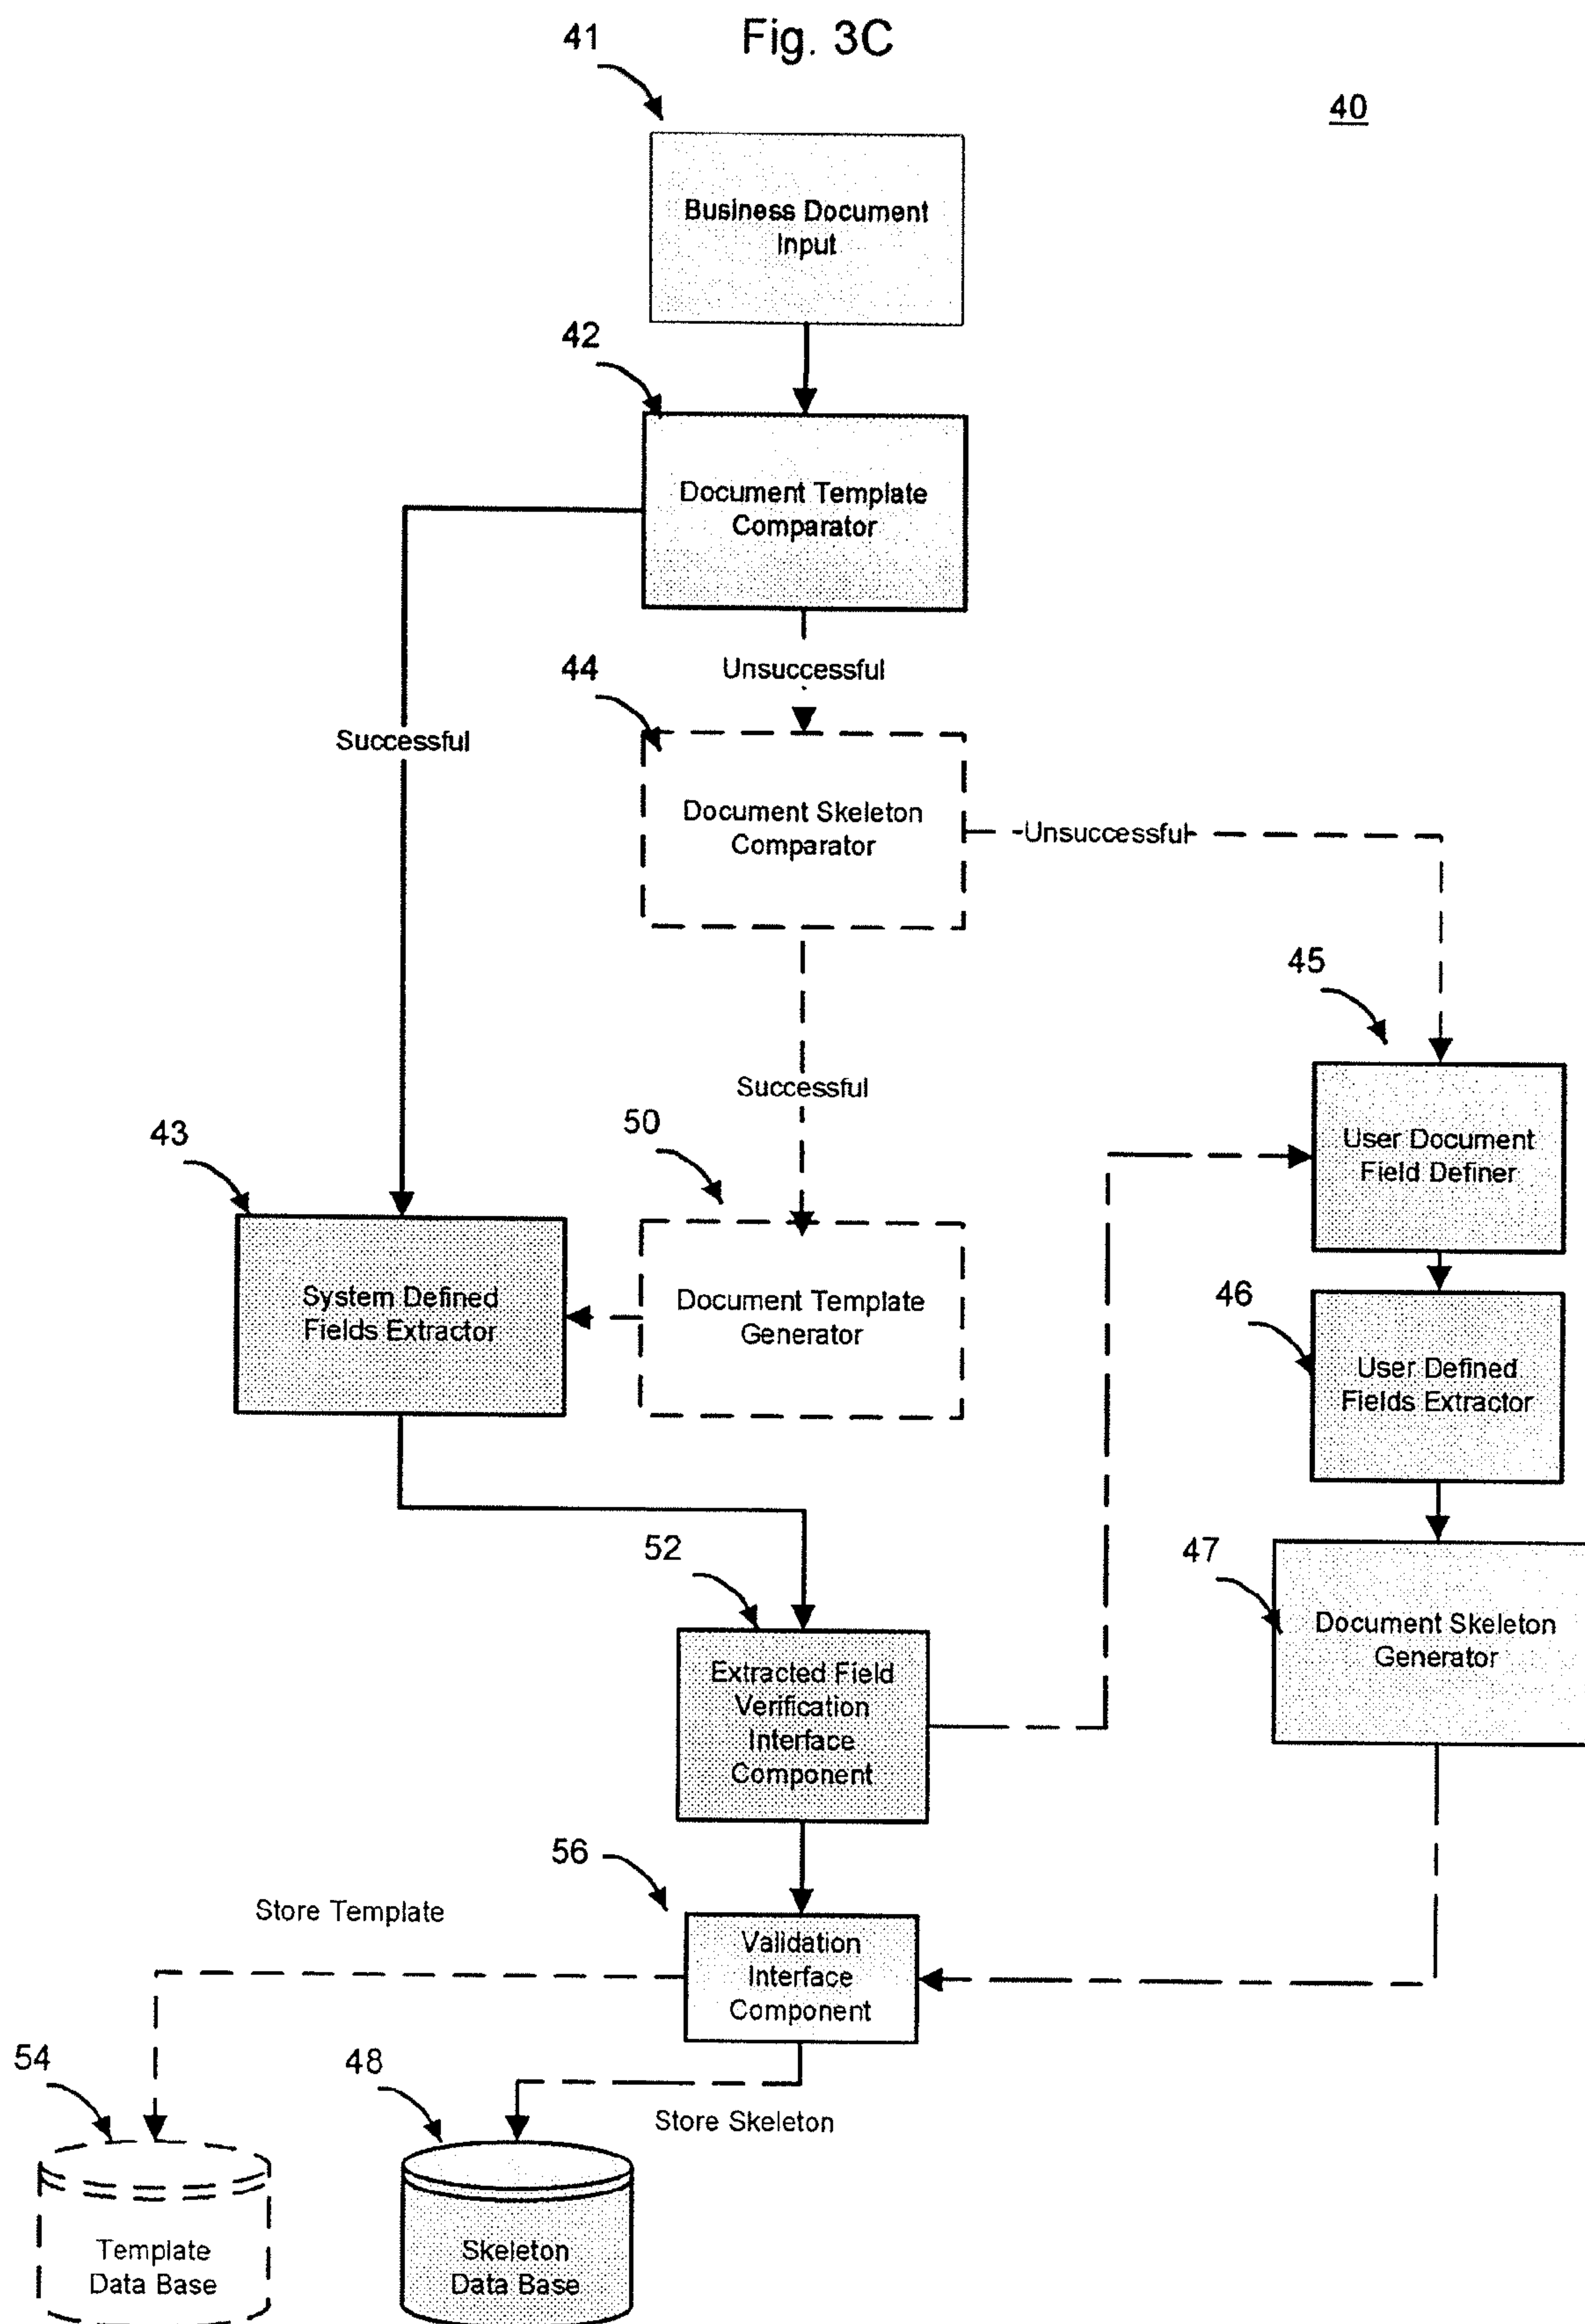 Fig. 3C
41
40
Business Document
Input
42
Document Template
Comparator
44
Unsuccessful
Successful
Document Skeleton
Comparator
Unsuccessful
45
Successful
50
43
User Document
Field Definer
System Defined
Fields Extractor
Document Template
Generator
46
User Defined
Fields Extractor
52
47
Document Skeleton
Generator
Extracted Field
Verification
Interface
Component
56
Store Template
Validation
Interface
Component
54
48
Store Skeleton
Template
Data Base
Skeleton
Data Base